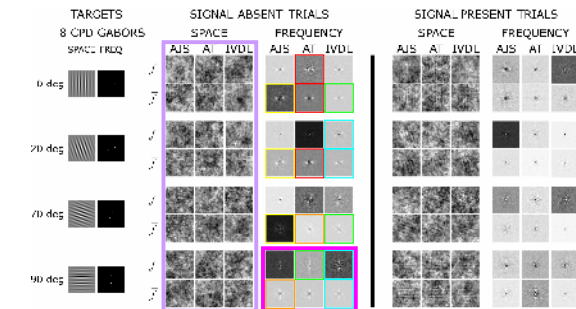 TARGETS SIGNAL ABSENT TRIALS SIGNAL PRESENT TRIALS
8 CPD GABORS SPACE FREQUENCY SPACE FREQUENCY
SPACE FREQ AJS AT IVDL AJS AT IVDL AJS AT IVDL AJS AT IVDL
0 deg
20 deg
70 deg
90 deg